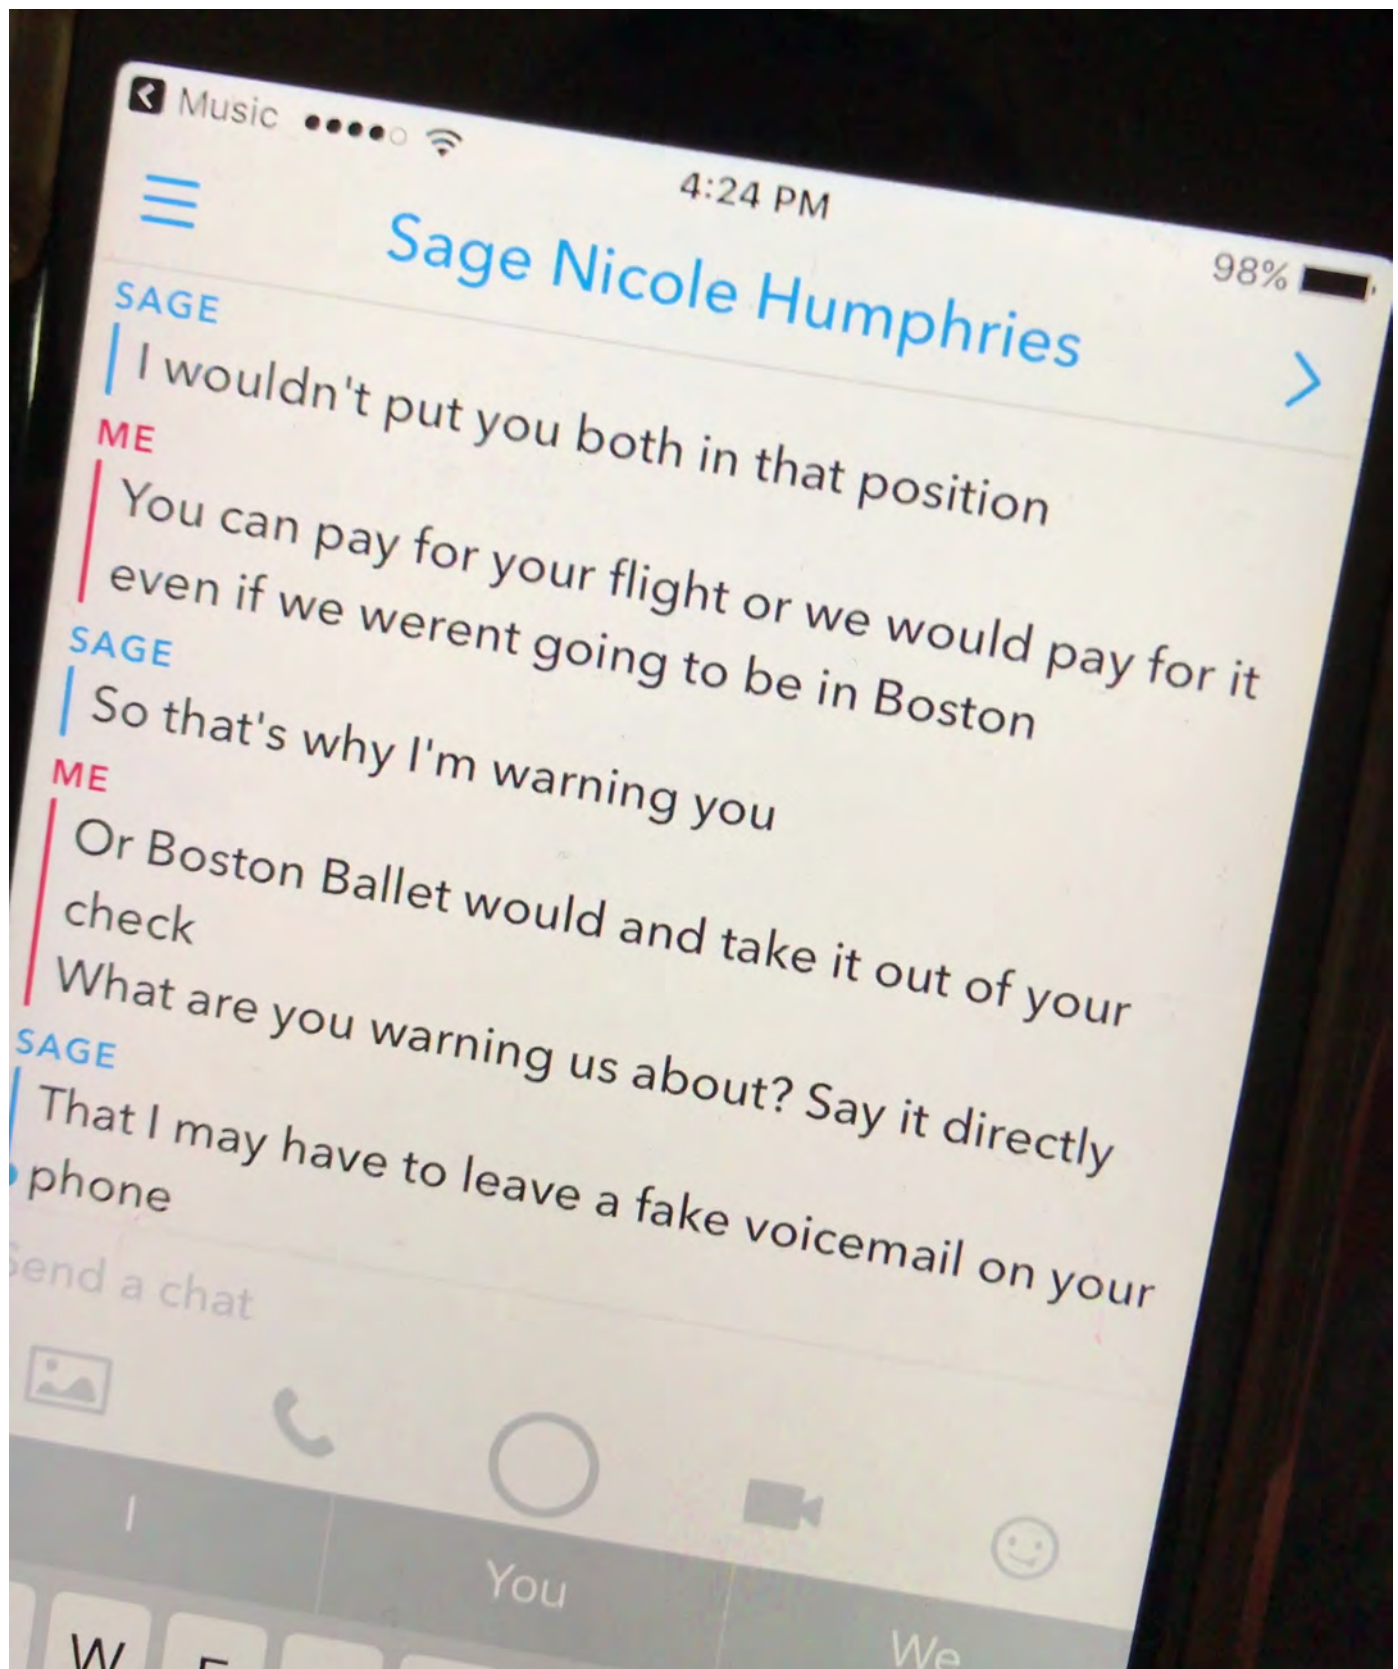 Music
4:24 PM
98%
Sage Nicole Humphries
SAGE
I wouldn't put you both in that position
ME
You can pay for your flight or we would pay for it
even if we werent going to be in Boston
SAGE
So that's why I'm warning you
ME
Or Boston Ballet would and take it out of your
check
What are you warning us about? Say it directly
SAGE
That I may have to leave a fake voicemail on your
phone
Send a chat
I
You
We
W